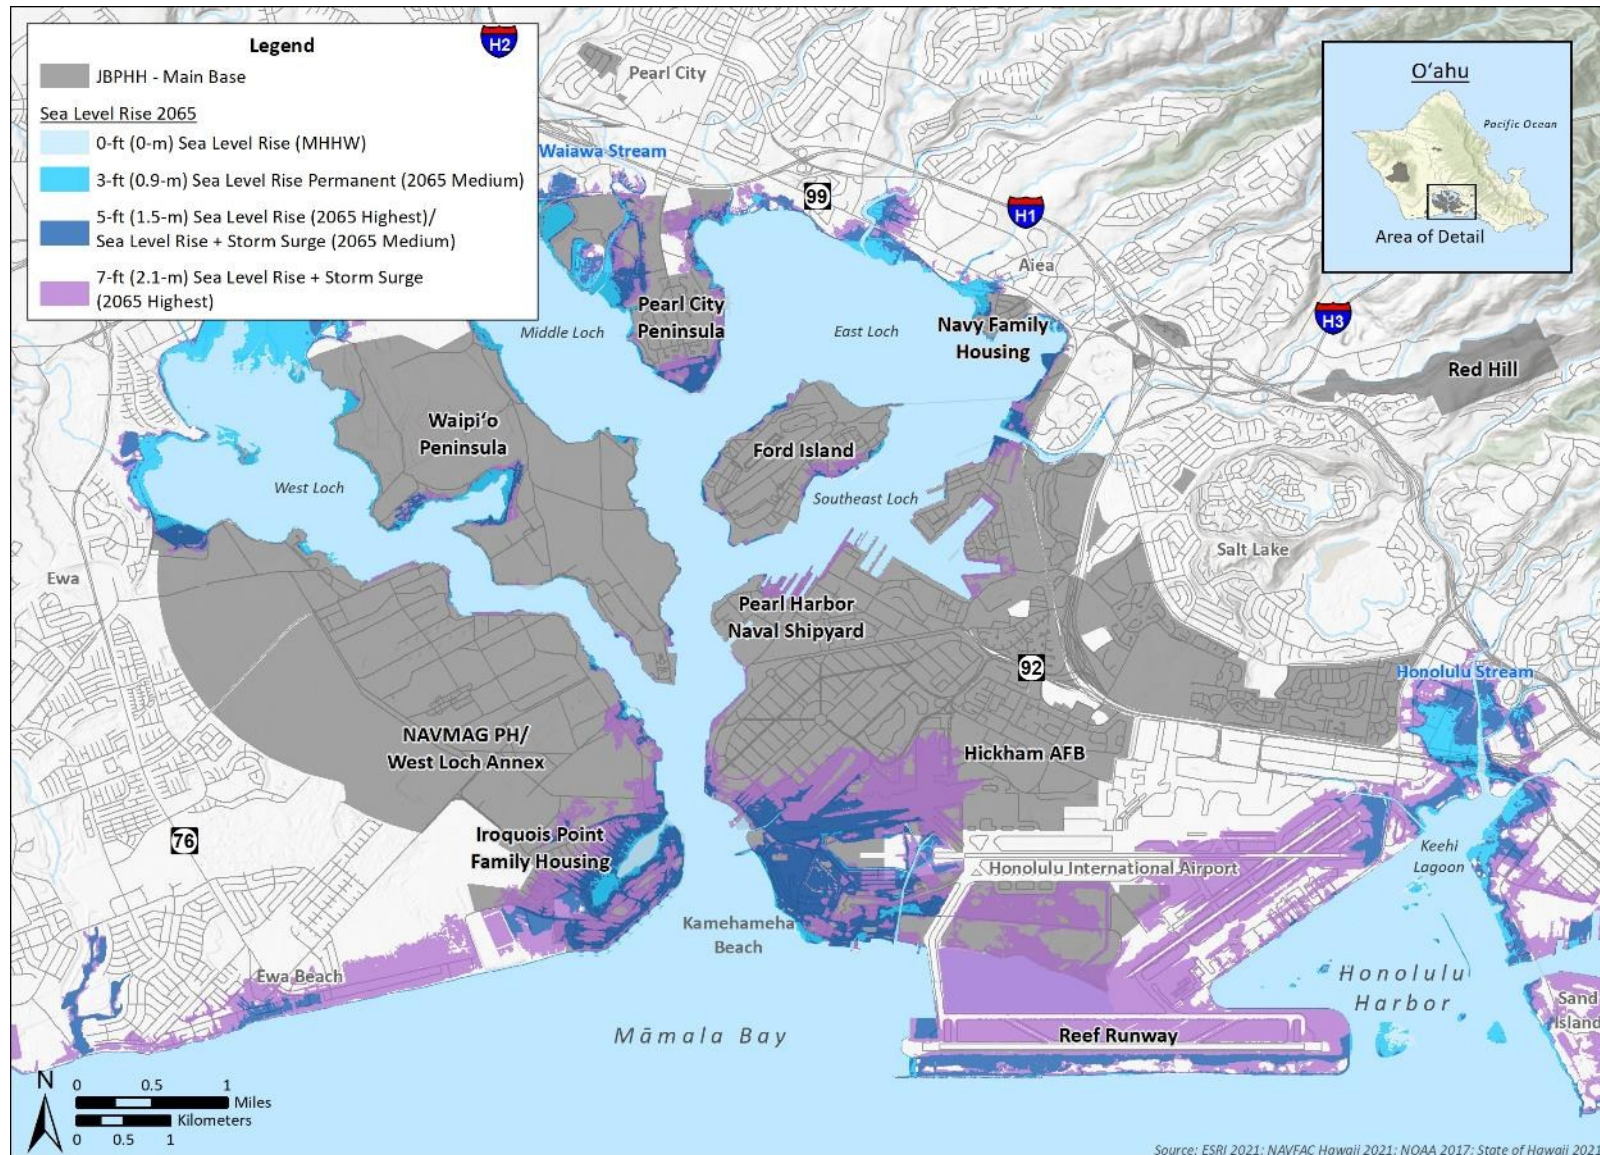 Legend
JBPHH - Main Base
Sea Level Rise 2065
0-ft (0-m) Sea Level Rise (MHHW)
3-ft (0.9-m) Sea Level Rise Permanent (2065 Medium)
5-ft (1.5-m) Sea Level Rise (2065 Highest)/
Sea Level Rise + Storm Surge (2065 Medium)
7-ft (2.1-m) Sea Level Rise + Storm Surge
(2065 Highest)
H2
Pearl City
O‘ahu
Pacific Ocean
Area of Detail
Waiawa Stream
99
H1
Aiea
H3
Pearl City
Peninsula
Middle Loch
East Loch
Navy Family
Housing
Red Hill
Waipi‘o
Peninsula
Ford Island
West Loch
Southeast Loch
Salt Lake
Ewa
Pearl Harbor
Naval Shipyard
92
Honolulu Stream
NAVMAG PH/
West Loch Annex
Hickham AFB
76
Iroquois Point
Family Housing
Honolulu International Airport
Keehi
Lagoon
Kamehameha
Beach
Ewa Beach
Honolulu
Harbor
Sand
Island
Māmala Bay
Reef Runway
N
0 0.5 1
Miles
Kilometers
0 0.5 1
Source: ESRI 2021; NAVFAC Hawaii 2021; NOAA 2017; State of Hawaii 2021